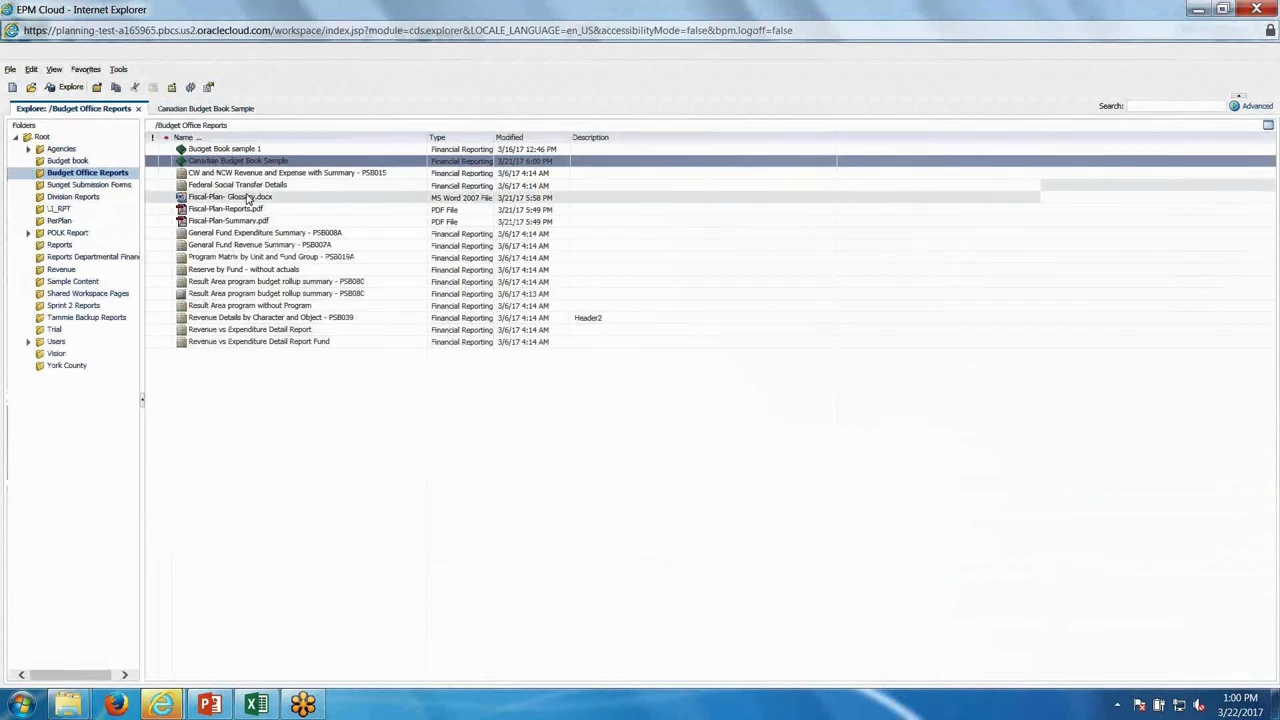 EPM Cloud - Internet Explorer
https://planning-test-a165965.pbcs.us2.oraclecloud.com/workspace/index.jsp?module=cds.explorer&LOCALE_LANGUAGE=en_US&accessibilityMode=false&bpm.logoff=false
File Edit View Favorites Tools
Explore
Explore: /Budget Office Reports Canadian Budget Book Sample Search: Advanced
Folders
Root
Agencies
Budget book
Budget Office Reports
Budget Submission Forms
Division Reports
LI_RPT
PerPlan
POLK Report
Reports
Reports Departmental Financ
Revenue
Sample Content
Shared Workspace Pages
Sprint 2 Reports
Tammie Backup Reports
Trial
Users
Vision
York County
/Budget Office Reports
! Name ... Type Modified Description
Budget Book sample 1 Financial Reporting 3/16/17 12:46 PM
Canadian Budget Book Sample Financial Reporting 3/21/17 6:00 PM
CW and NCW Revenue and Expense with Summary - PSB015 Financial Reporting 3/6/17 4:14 AM
Federal Social Transfer Details Financial Reporting 3/6/17 4:14 AM
Fiscal-Plan- Glossary.docx MS Word 2007 File 3/21/17 5:58 PM
Fiscal-Plan-Reports.pdf PDF File 3/21/17 5:49 PM
Fiscal-Plan-Summary.pdf PDF File 3/21/17 5:49 PM
General Fund Expenditure Summary - PSB008A Financial Reporting 3/6/17 4:14 AM
General Fund Revenue Summary - PSB007A Financial Reporting 3/6/17 4:14 AM
Program Matrix by Unit and Fund Group - PSB019A Financial Reporting 3/6/17 4:14 AM
Reserve by Fund - without actuals Financial Reporting 3/6/17 4:14 AM
Result Area program budget rollup summary - PSB08C Financial Reporting 3/6/17 4:14 AM
Result Area program budget rollup summary - PSB08C Financial Reporting 3/6/17 4:13 AM
Result Area program without Program Financial Reporting 3/6/17 4:14 AM
Revenue Details by Character and Object - PSB039 Financial Reporting 3/6/17 4:14 AM Header2
Revenue vs Expenditure Detail Report Financial Reporting 3/6/17 4:14 AM
Revenue vs Expenditure Detail Report Fund Financial Reporting 3/6/17 4:14 AM
1:00 PM
3/22/2017